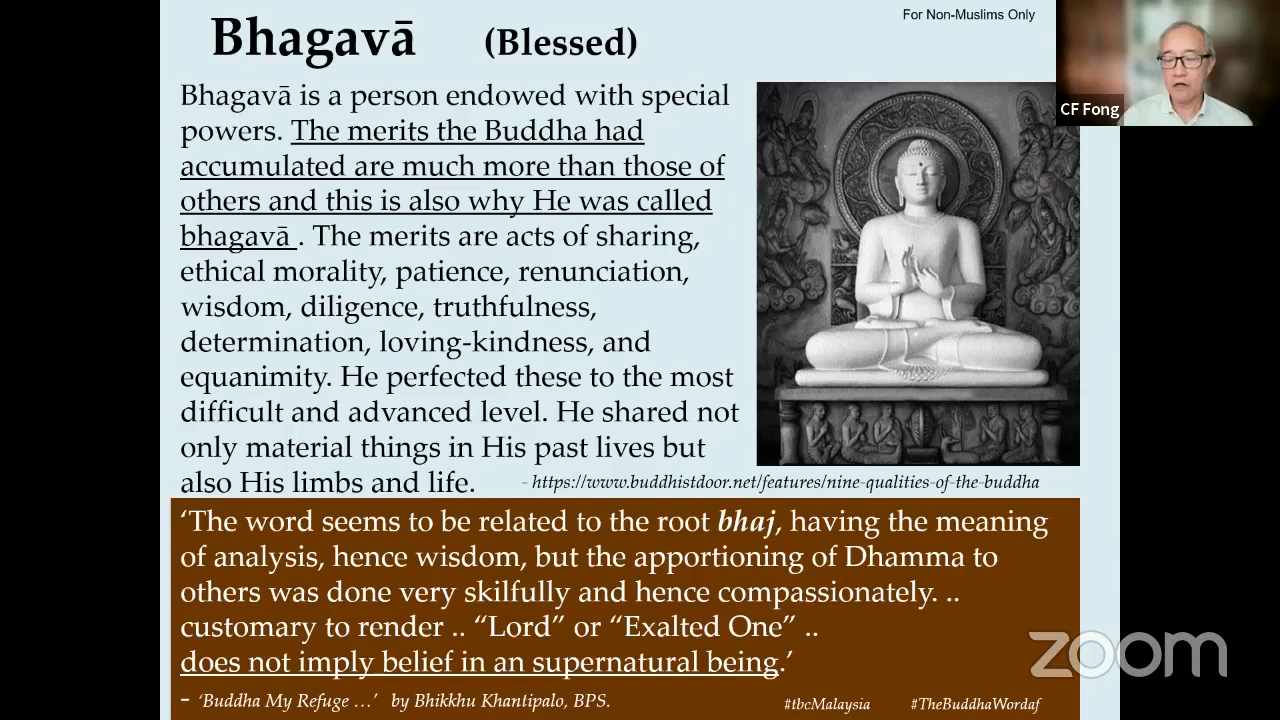 Bhagavā (Blessed)
For Non-Muslims Only
CF Fong
Bhagavā is a person endowed with special
powers. The merits the Buddha had
accumulated are much more than those of
others and this is also why He was called
bhagavā . The merits are acts of sharing,
ethical morality, patience, renunciation,
wisdom, diligence, truthfulness,
determination, loving-kindness, and
equanimity. He perfected these to the most
difficult and advanced level. He shared not
only material things in His past lives but
also His limbs and life.
- https://www.buddhistdoor.net/features/nine-qualities-of-the-buddha
‘The word seems to be related to the root bhaj, having the meaning
of analysis, hence wisdom, but the apportioning of Dhamma to
others was done very skilfully and hence compassionately. ..
customary to render .. “Lord” or “Exalted One” ..
does not imply belief in an supernatural being.’
– ‘Buddha My Refuge …’ by Bhikkhu Khantipalo, BPS.
#tbcMalaysia #TheBuddhaWordaf
zoom